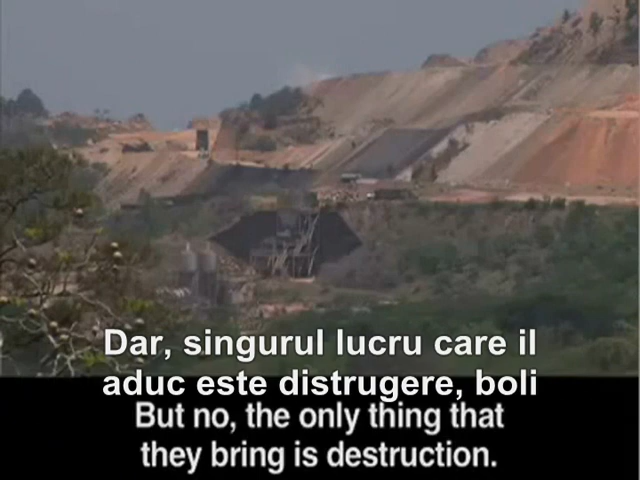 Dar, singurul lucru care il
aduc este distrugere, boli
But no, the only thing that
they bring is destruction.